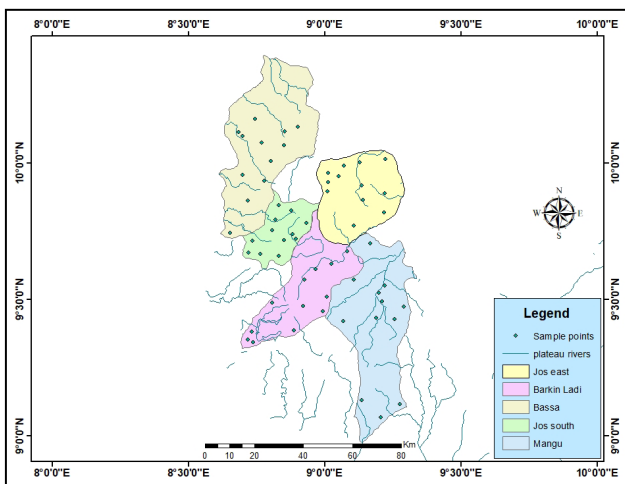 8°0'0"E 8°30'0"E 9°0'0"E 9°30'0"E 10°0'0"E
10°0'0"N 10°0'0"N
N
W E
S
9°30'0"N 9°30'0"N
Legend
Sample points
plateau rivers
Jos east
Barkin Ladi
Bassa
Jos south
Mangu
9°0'0"N 9°0'0"N
Km
0 10 20 40 60 80
8°0'0"E 8°30'0"E 9°0'0"E 9°30'0"E 10°0'0"E